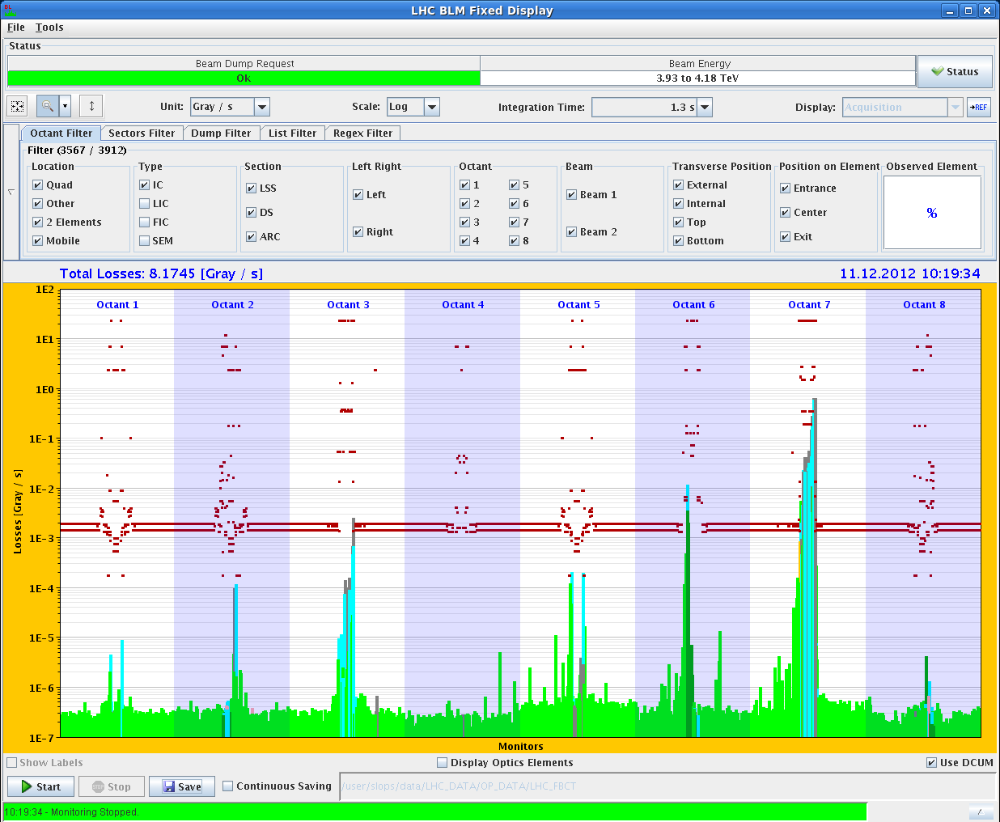 LHC BLM Fixed Display
File Tools
Status
Beam Dump Request Beam Energy
Ok 3.93 to 4.18 TeV Status
Unit: Gray / s Scale: Log Integration Time: 1.3 s Display: Acquisition →REF
Octant Filter Sectors Filter Dump Filter List Filter Regex Filter
Filter (3567 / 3912)
Location Type Section Left Right Octant Beam Transverse Position Position on Element Observed Element
Quad IC LSS Left 1 5 Beam 1 External Entrance %
Other LIC DS Right 2 6 Beam 2 Internal Center
2 Elements FIC ARC 3 7 Top Exit
Mobile SEM 4 8 Bottom
Total Losses: 8.1745 [Gray / s] 11.12.2012 10:19:34
Octant 1 Octant 2 Octant 3 Octant 4 Octant 5 Octant 6 Octant 7 Octant 8
1E2
1E1
1E0
1E-1
1E-2
1E-3
1E-4
1E-5
1E-6
1E-7
Losses [Gray / s]
Monitors
Show Labels Display Optics Elements Use DCUM
Start Stop Save Continuous Saving /user/slops/data/LHC_DATA/OP_DATA/LHC_FBCT
10:19:34 - Monitoring Stopped.